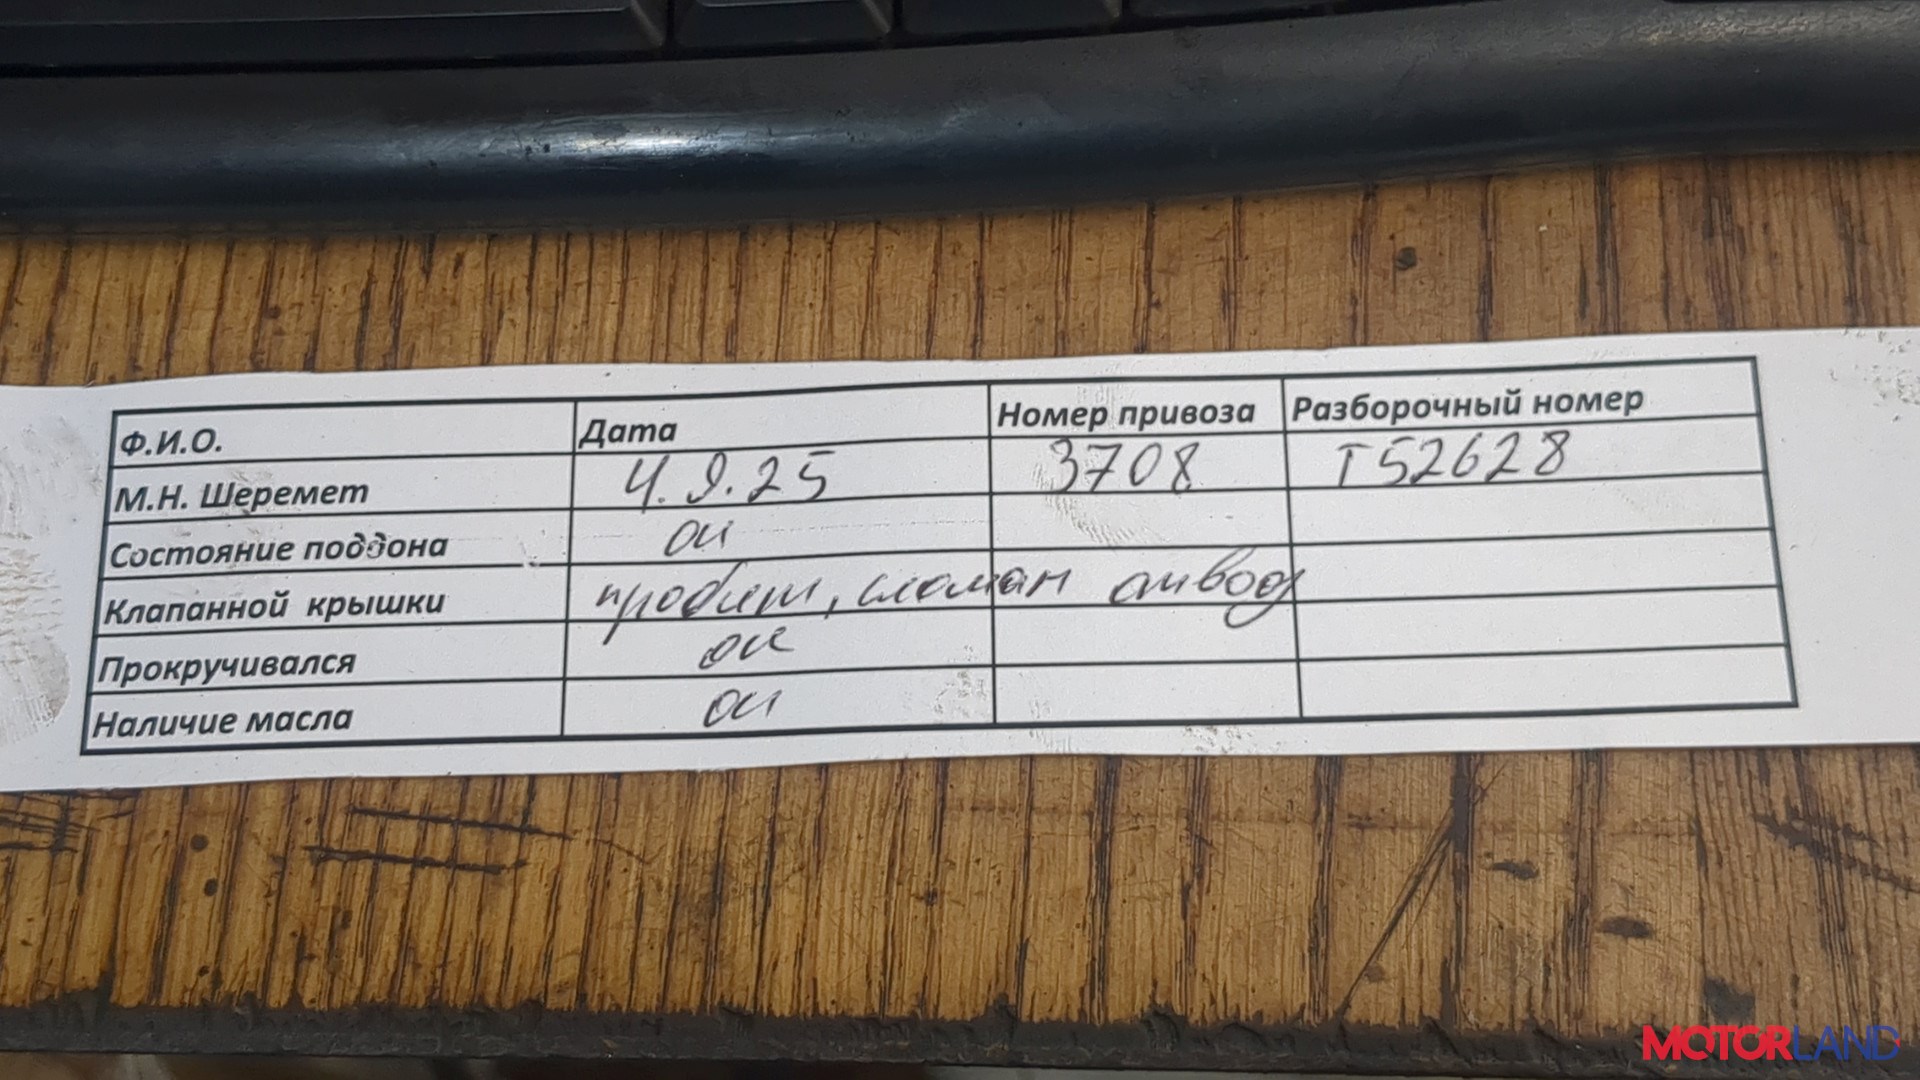 Ф.И.О. Дата Номер привоза Разборочный номер
М.Н. Шеремет 4.9.25 3708 Т52628
Состояние поддона ок
Клапанной крышки пробит, сломан отвод
Прокручивался ок
Наличие масла ок
MOTORLAND